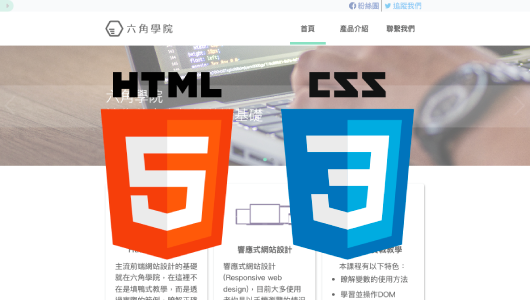 粉絲團
追蹤我們
六角學院
首頁 產品介紹 聯繫我們
HTML CSS
六角學院
基礎
5 3
響應式網站設計
主流前端網站設計的基礎
就在六角學院，在這裡不
在是填鴨式教學，而是透
響應式網站設計
(Responsive web
design)，目前大多使用
教學
本課程有以下特色：
瞭解變數的使用方法
學習並操作DOM